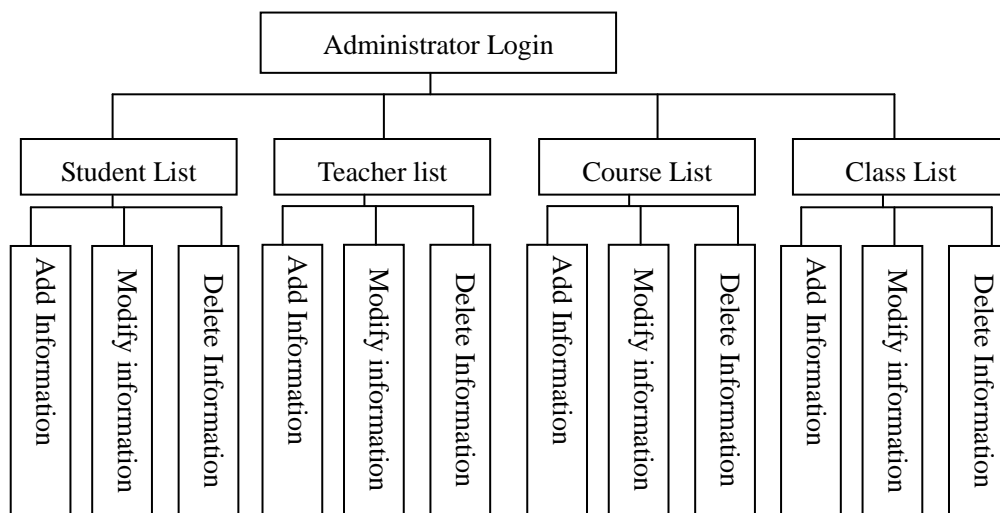 Administrator Login
Student List
Teacher list
Course List
Class List
Add Information
Modify information
Delete Information
Add Information
Modify information
Delete Information
Add Information
Modify information
Delete Information
Add Information
Modify information
Delete Information